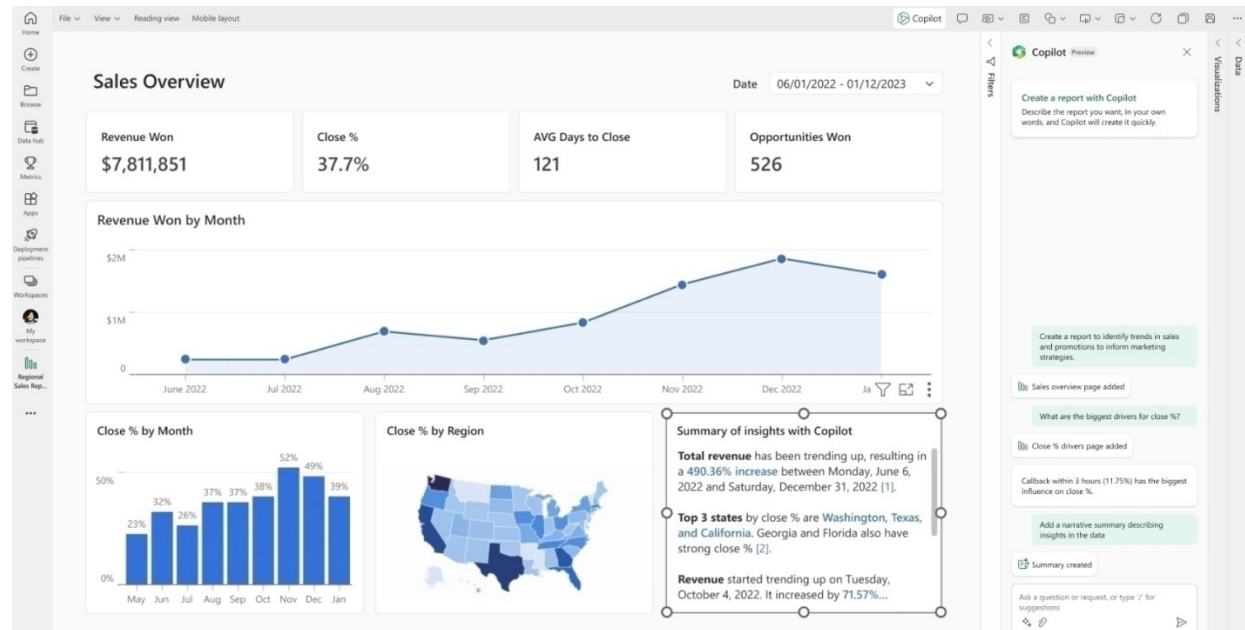 Home
Create
Browse
Data hub
Metrics
Apps
Deployment
pipelines
Workspaces
My
workspace
Regional
Sales Rep...
File View Reading view Mobile layout
Copilot
Sales Overview
Date 06/01/2022 - 01/12/2023
Revenue Won
$7,811,851
Close %
37.7%
AVG Days to Close
121
Opportunities Won
526
Revenue Won by Month
$2M
$1M
0
June 2022 Jul 2022 Aug 2022 Sep 2022 Oct 2022 Nov 2022 Dec 2022 Ja
Close % by Month
50%
0%
23% 32% 26% 37% 37% 38% 52% 49% 39%
May Jun Jul Aug Sep Oct Nov Dec Jan
Close % by Region
Summary of insights with Copilot
Total revenue has been trending up, resulting in
a 490.36% increase between Monday, June 6,
2022 and Saturday, December 31, 2022 [1].
Top 3 states by close % are Washington, Texas,
and California. Georgia and Florida also have
strong close % [2].
Revenue started trending up on Tuesday,
October 4, 2022. It increased by 71.57%...
Filters
Copilot Preview
Create a report with Copilot
Describe the report you want, in your own
words, and Copilot will create it quickly.
Create a report to identify trends in sales
and promotions to inform marketing
strategies.
Sales overview page added
What are the biggest drivers for close %?
Close % drivers page added
Callback within 3 hours (11.75%) has the biggest
influence on close %.
Add a narrative summary describing
insights in the data
Summary created
Ask a question or request, or type '/' for
suggestions
Visualizations
Data